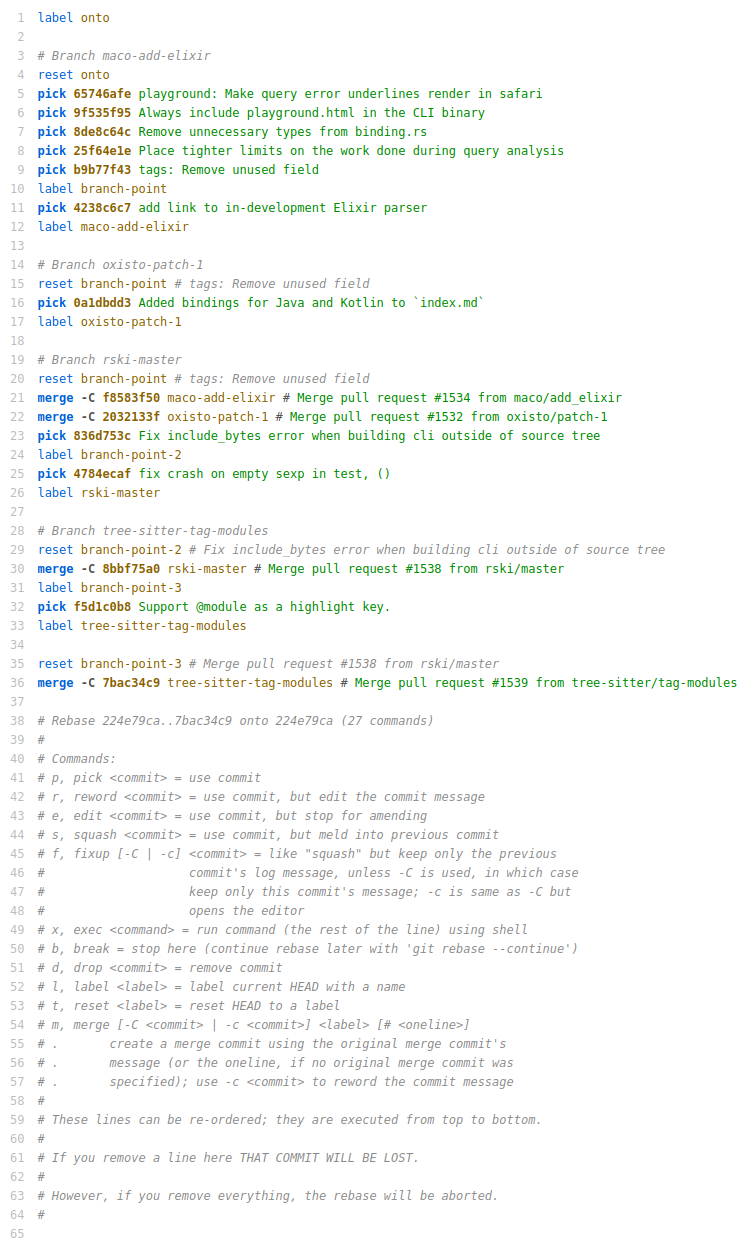 1 label onto
2
3 # Branch maco-add-elixir
4 reset onto
5 pick 65746afe playground: Make query error underlines render in safari
6 pick 9f535f95 Always include playground.html in the CLI binary
7 pick 8de8c64c Remove unnecessary types from binding.rs
8 pick 25f64e1e Place tighter limits on the work done during query analysis
9 pick b9b77f43 tags: Remove unused field
10 label branch-point
11 pick 4238c6c7 add link to in-development Elixir parser
12 label maco-add-elixir
13
14 # Branch oxisto-patch-1
15 reset branch-point # tags: Remove unused field
16 pick 0a1dbdd3 Added bindings for Java and Kotlin to `index.md`
17 label oxisto-patch-1
18
19 # Branch rski-master
20 reset branch-point # tags: Remove unused field
21 merge -C f8583f50 maco-add-elixir # Merge pull request #1534 from maco/add_elixir
22 merge -C 2032133f oxisto-patch-1 # Merge pull request #1532 from oxisto/patch-1
23 pick 836d753c Fix include_bytes error when building cli outside of source tree
24 label branch-point-2
25 pick 4784ecaf fix crash on empty sexp in test, ()
26 label rski-master
27
28 # Branch tree-sitter-tag-modules
29 reset branch-point-2 # Fix include_bytes error when building cli outside of source tree
30 merge -C 8bbf75a0 rski-master # Merge pull request #1538 from rski/master
31 label branch-point-3
32 pick f5d1c0b8 Support @module as a highlight key.
33 label tree-sitter-tag-modules
34
35 reset branch-point-3 # Merge pull request #1538 from rski/master
36 merge -C 7bac34c9 tree-sitter-tag-modules # Merge pull request #1539 from tree-sitter/tag-modules
37
38 # Rebase 224e79ca..7bac34c9 onto 224e79ca (27 commands)
39 #
40 # Commands:
41 # p, pick <commit> = use commit
42 # r, reword <commit> = use commit, but edit the commit message
43 # e, edit <commit> = use commit, but stop for amending
44 # s, squash <commit> = use commit, but meld into previous commit
45 # f, fixup [-C | -c] <commit> = like "squash" but keep only the previous
46 #                    commit's log message, unless -C is used, in which case
47 #                    keep only this commit's message; -c is same as -C but
48 #                    opens the editor
49 # x, exec <command> = run command (the rest of the line) using shell
50 # b, break = stop here (continue rebase later with 'git rebase --continue')
51 # d, drop <commit> = remove commit
52 # l, label <label> = label current HEAD with a name
53 # t, reset <label> = reset HEAD to a label
54 # m, merge [-C <commit> | -c <commit>] <label> [# <oneline>]
55 # .       create a merge commit using the original merge commit's
56 # .       message (or the oneline, if no original merge commit was
57 # .       specified); use -c <commit> to reword the commit message
58 #
59 # These lines can be re-ordered; they are executed from top to bottom.
60 #
61 # If you remove a line here THAT COMMIT WILL BE LOST.
62 #
63 # However, if you remove everything, the rebase will be aborted.
64 #
65